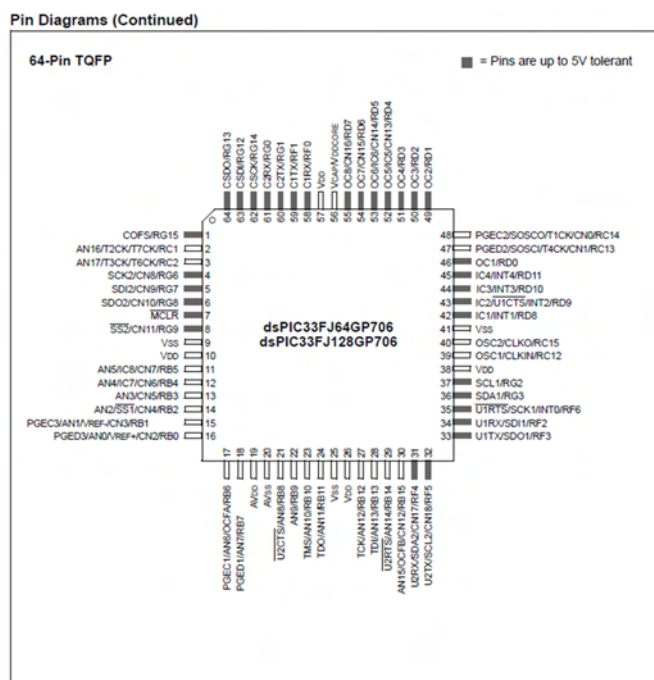 Pin Diagrams (Continued)
64-Pin TQFP
= Pins are up to 5V tolerant
CSDO/RG13
CSDI/RG12
CSCK/RG14
C2RX/RG0
C2TX/RG1
C1TX/RF1
C1RX/RF0
VDD
VCAP/VDDCORE
OC8/CN16/RD7
OC7/CN15/RD6
OC6/IC6/CN14/RD5
OC5/IC5/CN13/RD4
OC4/RD3
OC3/RD2
OC2/RD1
64
63
62
61
60
59
58
57
56
55
54
53
52
51
50
49
COFS/RG15 1
AN16/T2CK/T7CK/RC1 2
AN17/T3CK/T6CK/RC2 3
SCK2/CN8/RG6 4
SDI2/CN9/RG7 5
SDO2/CN10/RG8 6
MCLR 7
SS2/CN11/RG9 8
VSS 9
VDD 10
AN5/IC8/CN7/RB5 11
AN4/IC7/CN6/RB4 12
AN3/CN5/RB3 13
AN2/SS1/CN4/RB2 14
PGEC3/AN1/VREF-/CN3/RB1 15
PGED3/AN0/VREF+/CN2/RB0 16
dsPIC33FJ64GP706
dsPIC33FJ128GP706
48 PGEC2/SOSCO/T1CK/CN0/RC14
47 PGED2/SOSCI/T4CK/CN1/RC13
46 OC1/RD0
45 IC4/INT4/RD11
44 IC3/INT3/RD10
43 IC2/U1CTS/INT2/RD9
42 IC1/INT1/RD8
41 VSS
40 OSC2/CLKO/RC15
39 OSC1/CLKIN/RC12
38 VDD
37 SCL1/RG2
36 SDA1/RG3
35 U1RTS/SCK1/INT0/RF6
34 U1RX/SDI1/RF2
33 U1TX/SDO1/RF3
17
18
19
20
21
22
23
24
25
26
27
28
29
30
31
32
PGEC1/AN6/OCFA/RB6
PGED1/AN7/RB7
AVDD
AVSS
U2CTS/AN8/RB8
AN9/RB9
TMS/AN10/RB10
TDO/AN11/RB11
VSS
VDD
TCK/AN12/RB12
TDI/AN13/RB13
U2RTS/AN14/RB14
AN15/OCFB/CN12/RB15
U2RX/SDA2/CN17/RF4
U2TX/SCL2/CN18/RF5